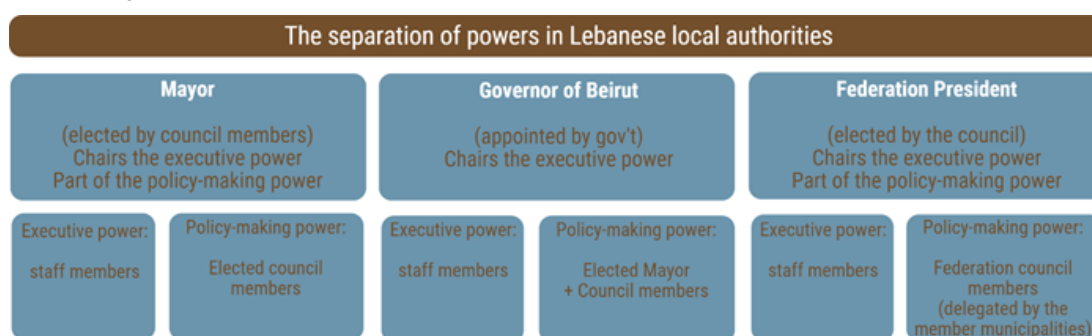 The separation of powers in Lebanese local authorities
Mayor
(elected by council members)
Chairs the executive power
Part of the policy-making power
Governor of Beirut
(appointed by gov't)
Chairs the executive power
Federation President
(elected by the council)
Chairs the executive power
Part of the policy-making power
Executive power:
staff members
Policy-making power:
Elected council
members
Executive power:
staff members
Policy-making power:
Elected Mayor
+ Council members
Executive power:
staff members
Policy-making power:
Federation council
members
(delegated by the
member municipalities)